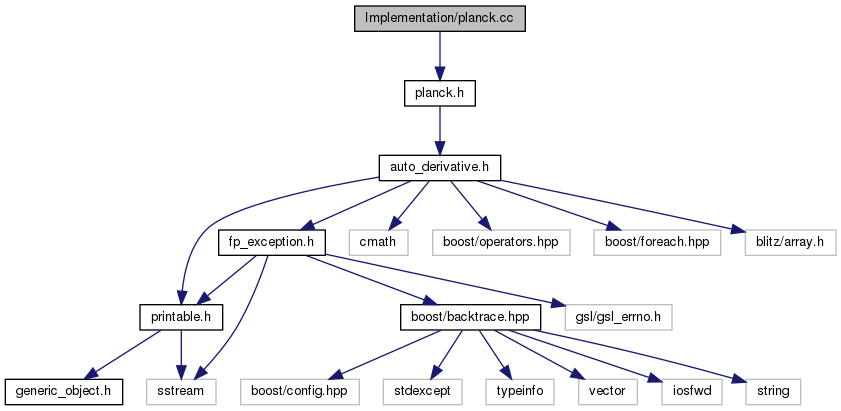 Implementation/planck.cc
planck.h
auto_derivative.h
fp_exception.h
cmath
boost/operators.hpp
boost/foreach.hpp
blitz/array.h
printable.h
boost/backtrace.hpp
gsl/gsl_errno.h
generic_object.h
sstream
boost/config.hpp
stdexcept
typeinfo
vector
iosfwd
string